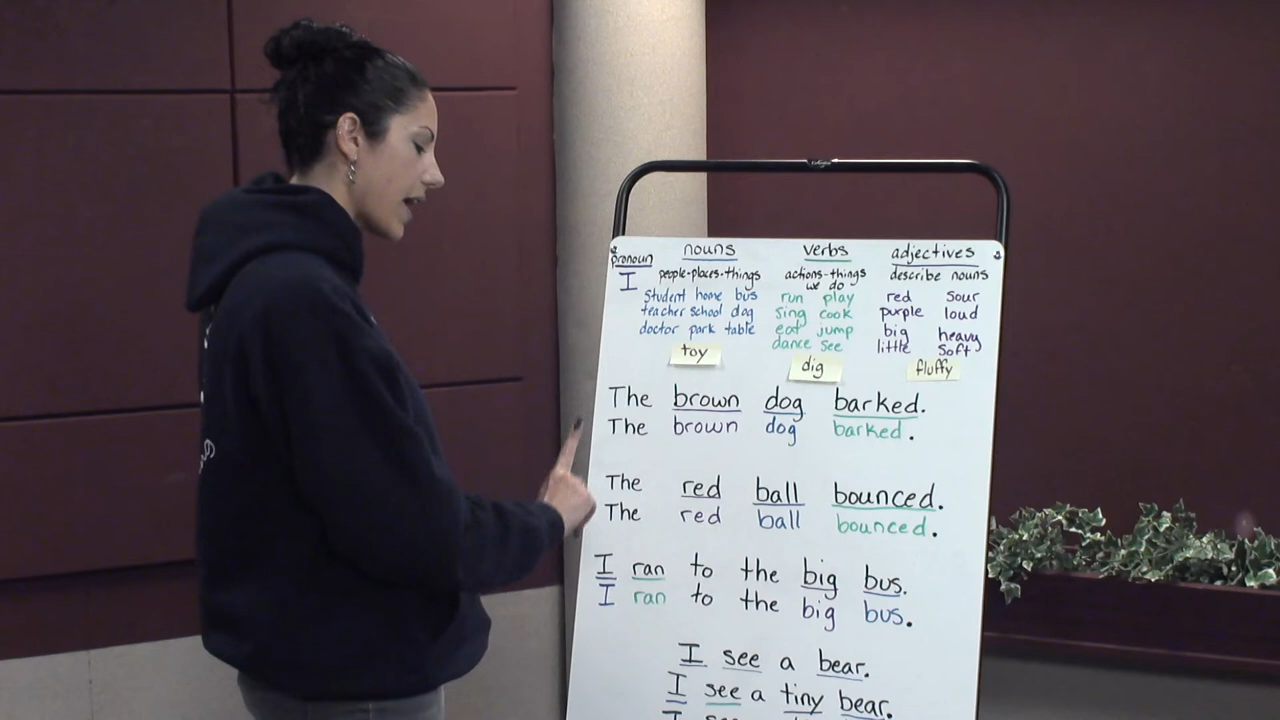 pronoun nouns verbs adjectives
I people-places-things actions-things we do describe nouns
student home bus run play red sour
teacher school dog sing cook purple loud
doctor park table eat jump big heavy
dance see little soft
toy dig fluffy
The brown dog barked.
The brown dog barked.
The red ball bounced.
The red ball bounced.
I ran to the big bus.
I ran to the big bus.
I see a bear.
I see a tiny bear.